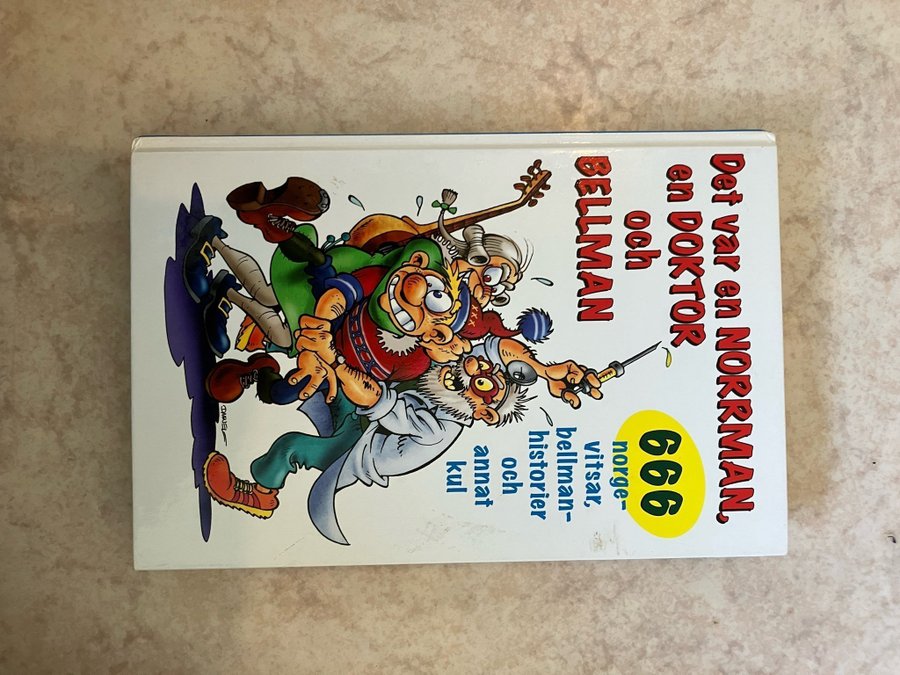 Det var en NORRMAN,
en DOKTOR
och
BELLMAN
666
norge-
vitsar,
bellman-
historier
och
annat
kul